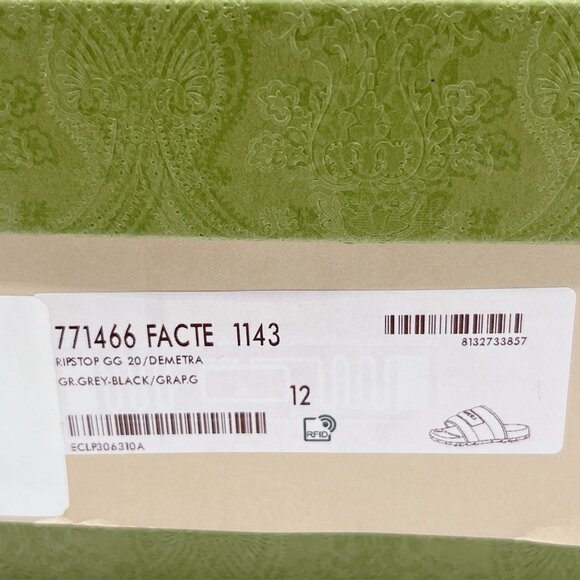 771466 FACTE 1143
8132733857
RIPSTOP GG 20/DEMETRA
GR.GREY-BLACK/GRAP.G
12
ECLP306310A
RFID